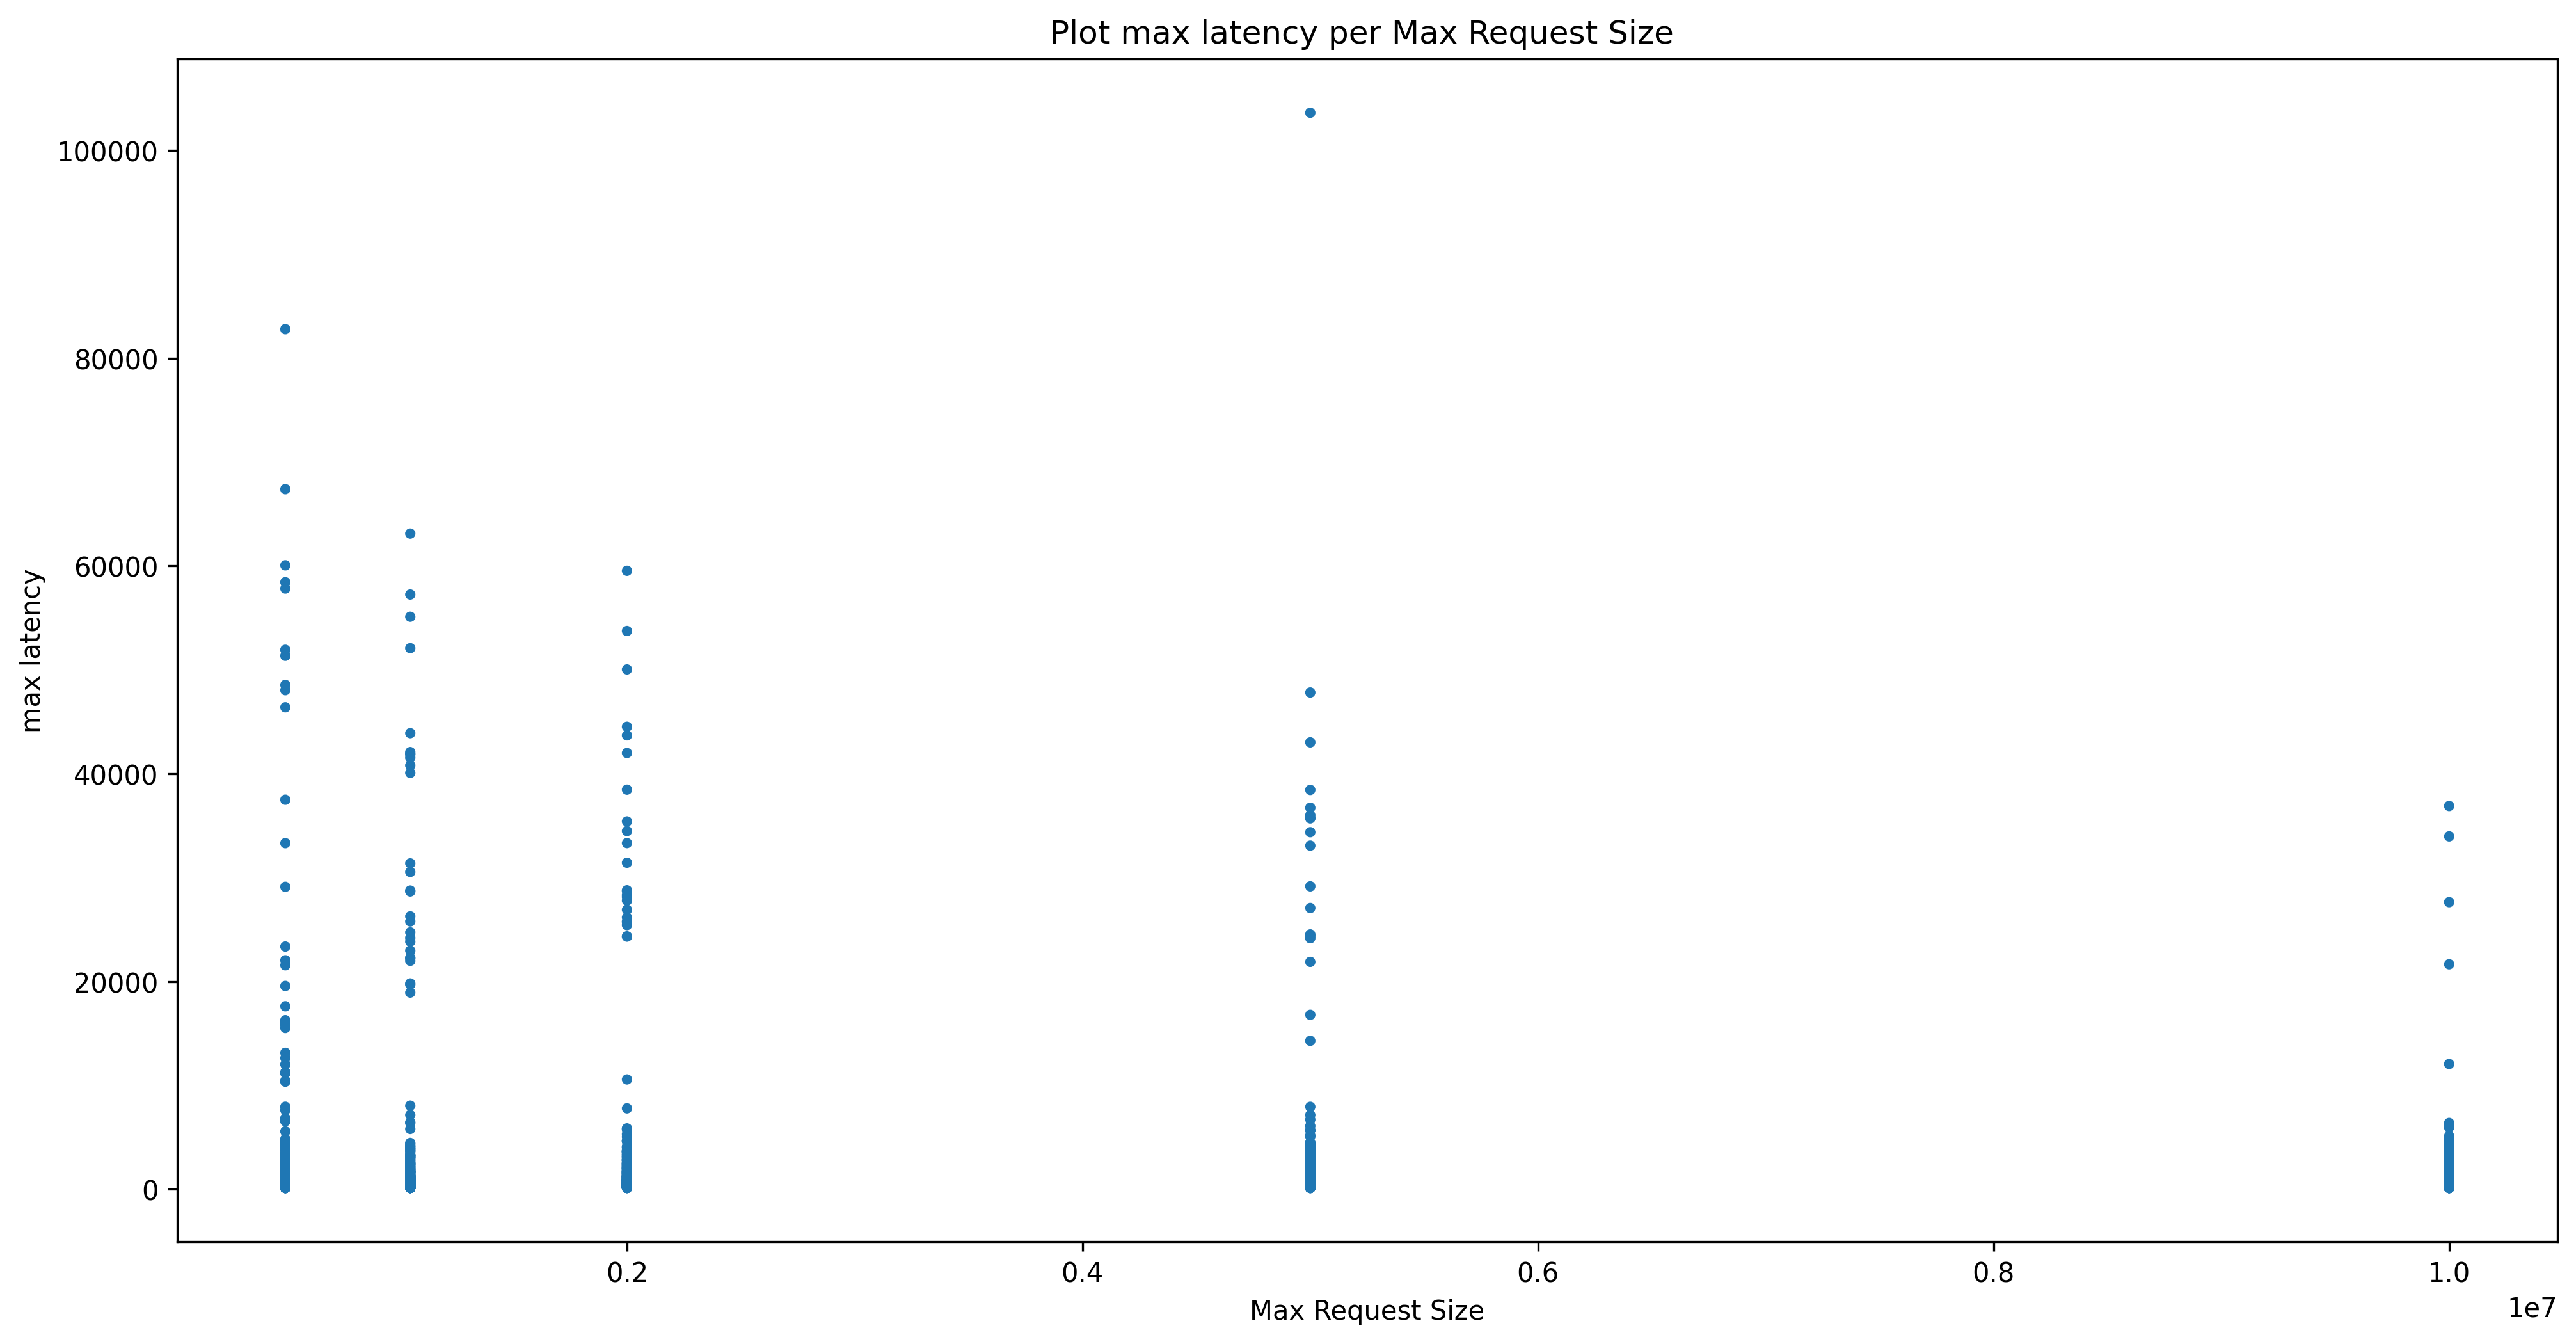 Plot max latency per Max Request Size
100000
80000
60000
40000
20000
0
max latency
0.2 0.4 0.6 0.8 1.0
1e7
Max Request Size